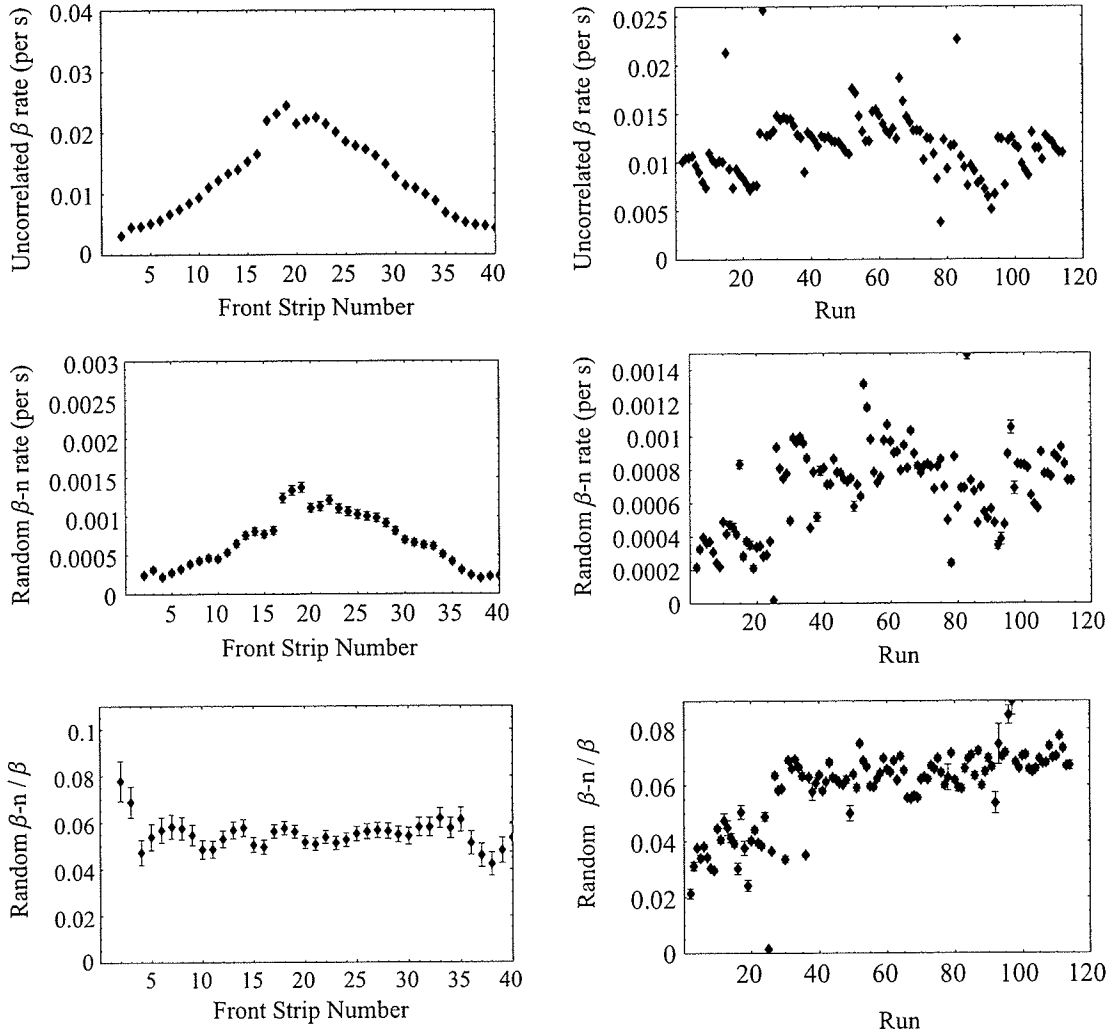 Uncorrelated β rate (per s)
0.04
0.03
0.02
0.01
0
5 10 15 20 25 30 35 40
Front Strip Number
Uncorrelated β rate (per s)
0.025
0.02
0.015
0.01
0.005
0
20 40 60 80 100 120
Run
Random β-n rate (per s)
0.003
0.0025
0.002
0.0015
0.001
0.0005
0
5 10 15 20 25 30 35 40
Front Strip Number
Random β-n rate (per s)
0.0014
0.0012
0.001
0.0008
0.0006
0.0004
0.0002
0
20 40 60 80 100 120
Run
Random β-n / β
0.1
0.08
0.06
0.04
0.02
0
5 10 15 20 25 30 35 40
Front Strip Number
Random β-n / β
0.08
0.06
0.04
0.02
0
20 40 60 80 100 120
Run